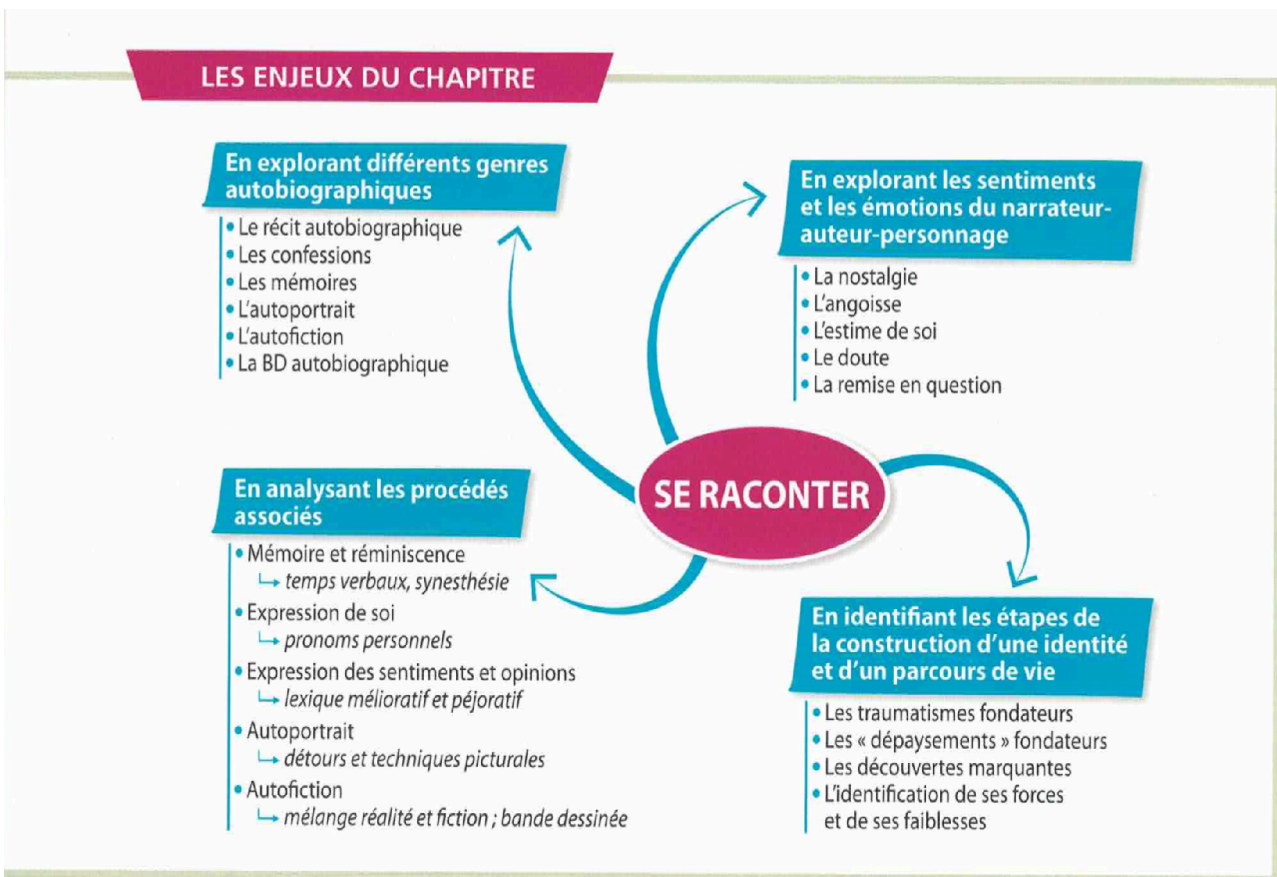 LES ENJEUX DU CHAPITRE
En explorant différents genres
autobiographiques
• Le récit autobiographique
• Les confessions
• Les mémoires
• L'autoportrait
• L'autofiction
• La BD autobiographique
En explorant les sentiments
et les émotions du narrateur-
auteur-personnage
• La nostalgie
• L'angoisse
• L'estime de soi
• Le doute
• La remise en question
SE RACONTER
En analysant les procédés
associés
• Mémoire et réminiscence
↳ temps verbaux, synesthésie
• Expression de soi
↳ pronoms personnels
• Expression des sentiments et opinions
↳ lexique mélioratif et péjoratif
• Autoportrait
↳ détours et techniques picturales
• Autofiction
↳ mélange réalité et fiction ; bande dessinée
En identifiant les étapes de
la construction d'une identité
et d'un parcours de vie
• Les traumatismes fondateurs
• Les « dépaysements » fondateurs
• Les découvertes marquantes
• L'identification de ses forces
et de ses faiblesses